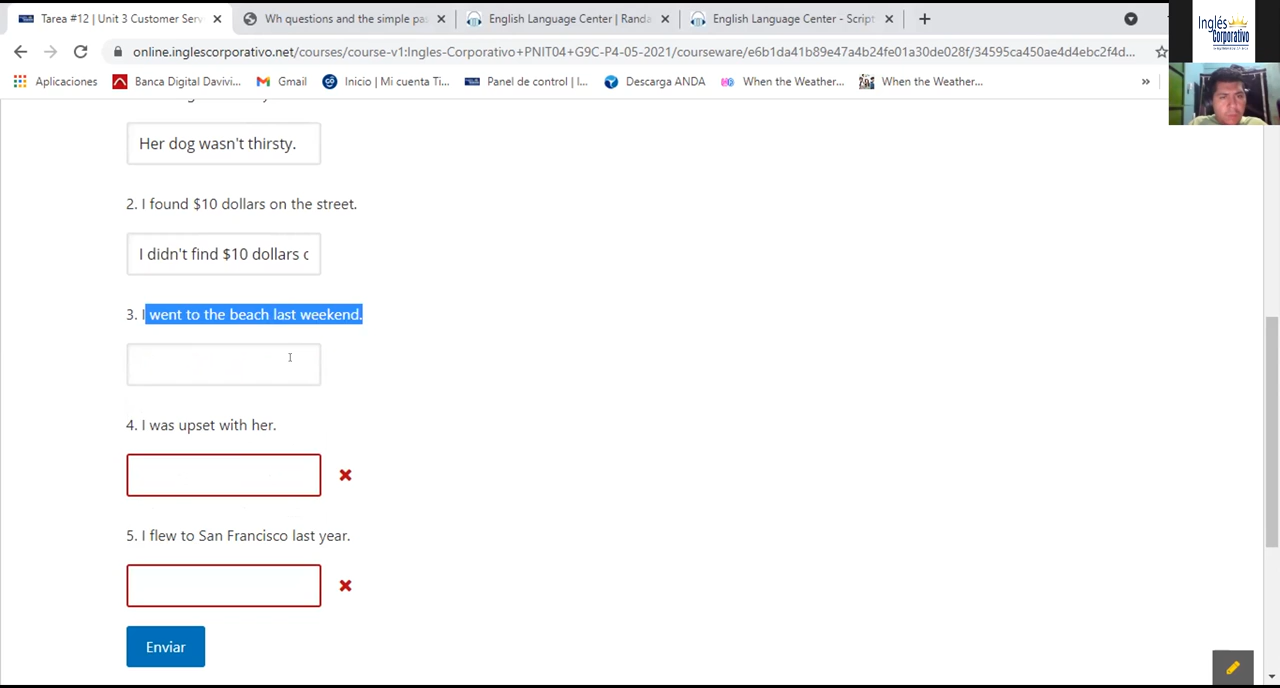 Tarea #12 | Unit 3 Customer Serv
Wh questions and the simple pas
English Language Center | Randa
English Language Center - Script
online.inglescorporativo.net/courses/course-v1:Ingles-Corporativo+PNIT04+G9C-P4-05-2021/courseware/e6b1da41b89e47a4b24fe01a30de028f/34595ca450ae4d4ebc2f4d...
Aplicaciones
Banca Digital Davivi...
Gmail
Inicio | Mi cuenta Ti...
Panel de control | I...
Descarga ANDA
When the Weather...
When the Weather...
»
Inglés
Corporativo
Her dog wasn't thirsty.
2. I found $10 dollars on the street.
I didn't find $10 dollars c
3. I went to the beach last weekend.
4. I was upset with her.
5. I flew to San Francisco last year.
Enviar